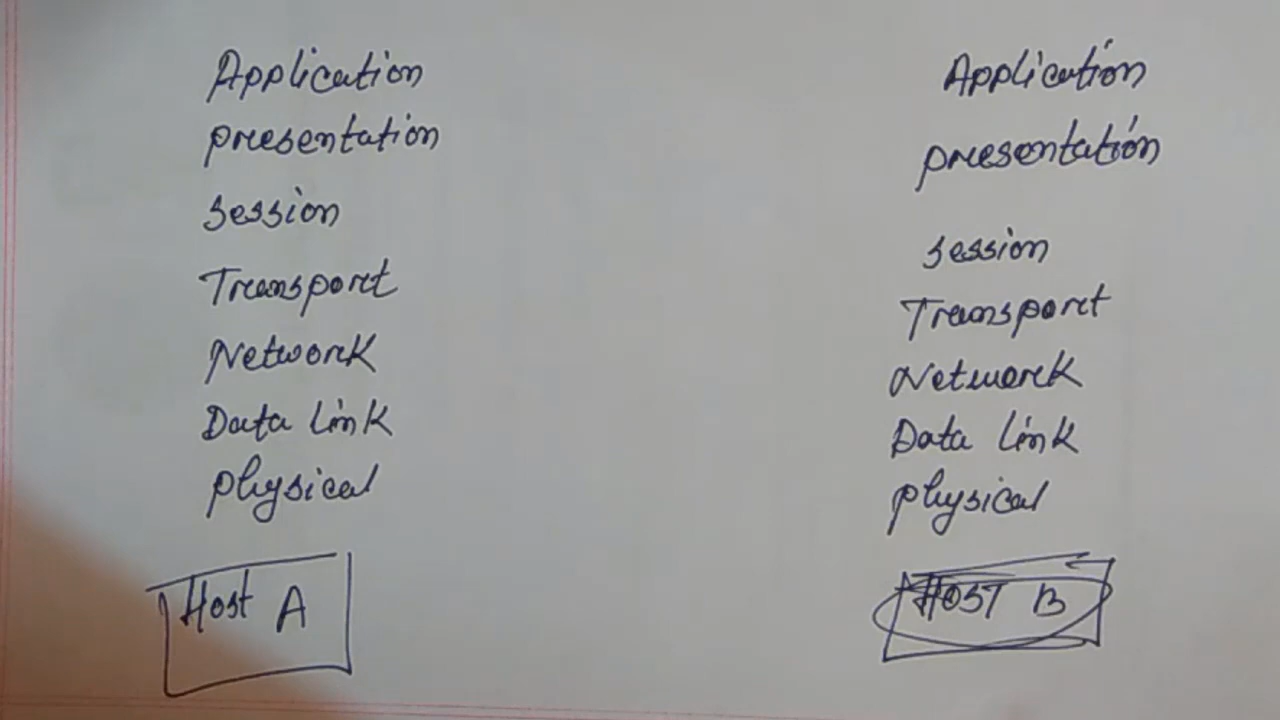 Application
presentation
session
Transport
Network
Data Link
physical
Host A
Application
presentation
session
Transport
Network
Data Link
physical
HOST B